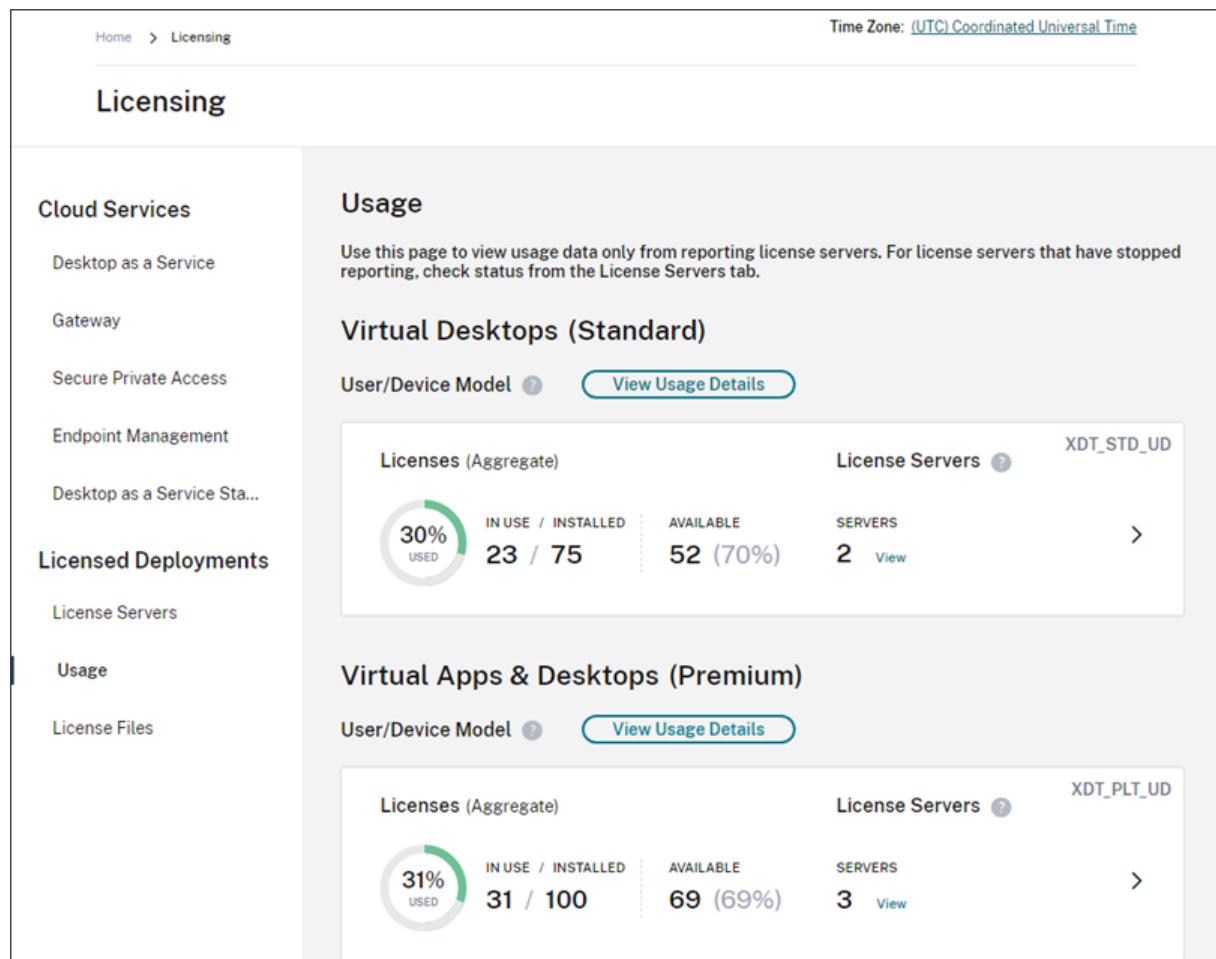 Home > Licensing
Time Zone: (UTC) Coordinated Universal Time
Licensing
Cloud Services
Desktop as a Service
Gateway
Secure Private Access
Endpoint Management
Desktop as a Service Sta...
Licensed Deployments
License Servers
Usage
License Files
Usage
Use this page to view usage data only from reporting license servers. For license servers that have stopped
reporting, check status from the License Servers tab.
Virtual Desktops (Standard)
User/Device Model ? View Usage Details
XDT_STD_UD
Licenses (Aggregate) License Servers ?
30% USED
IN USE / INSTALLED AVAILABLE SERVERS
23 / 75 52 (70%) 2 View
Virtual Apps & Desktops (Premium)
User/Device Model ? View Usage Details
XDT_PLT_UD
Licenses (Aggregate) License Servers ?
31% USED
IN USE / INSTALLED AVAILABLE SERVERS
31 / 100 69 (69%) 3 View